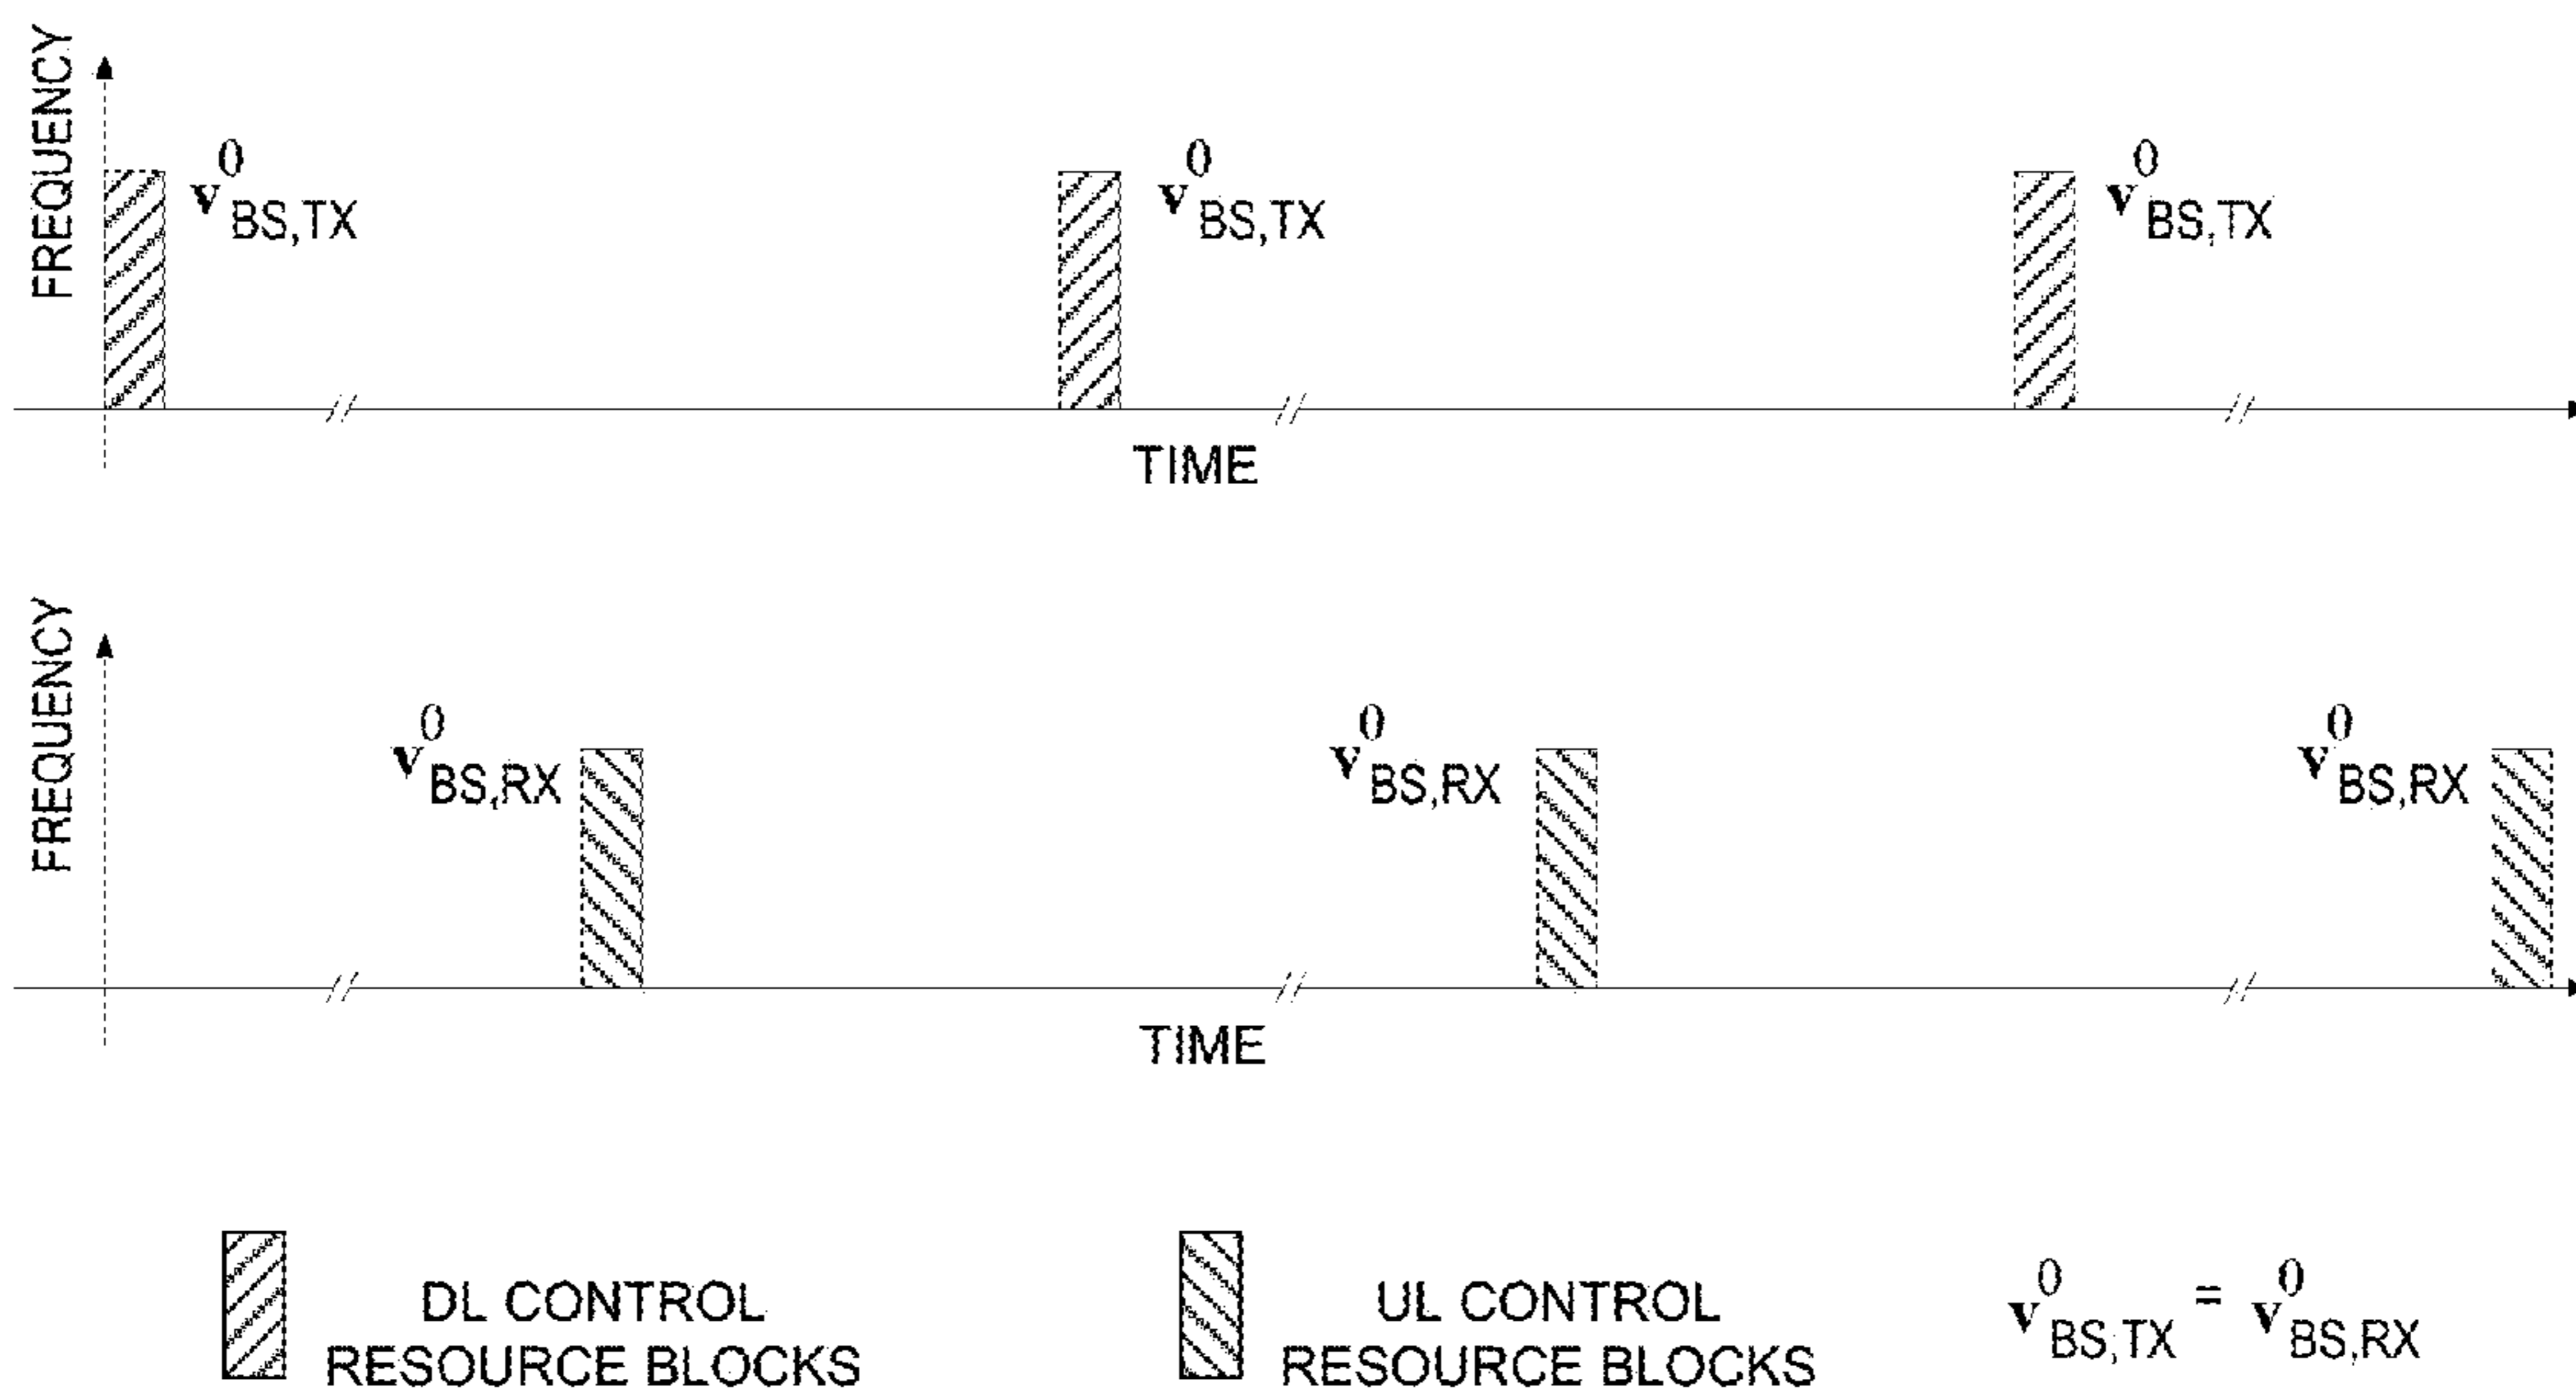 FREQUENCY
v⁰BS,TX
v⁰BS,TX
v⁰BS,TX
TIME
FREQUENCY
v⁰BS,RX
v⁰BS,RX
v⁰BS,RX
TIME
DL CONTROL
RESOURCE BLOCKS
UL CONTROL
RESOURCE BLOCKS
v⁰BS,TX = v⁰BS,RX